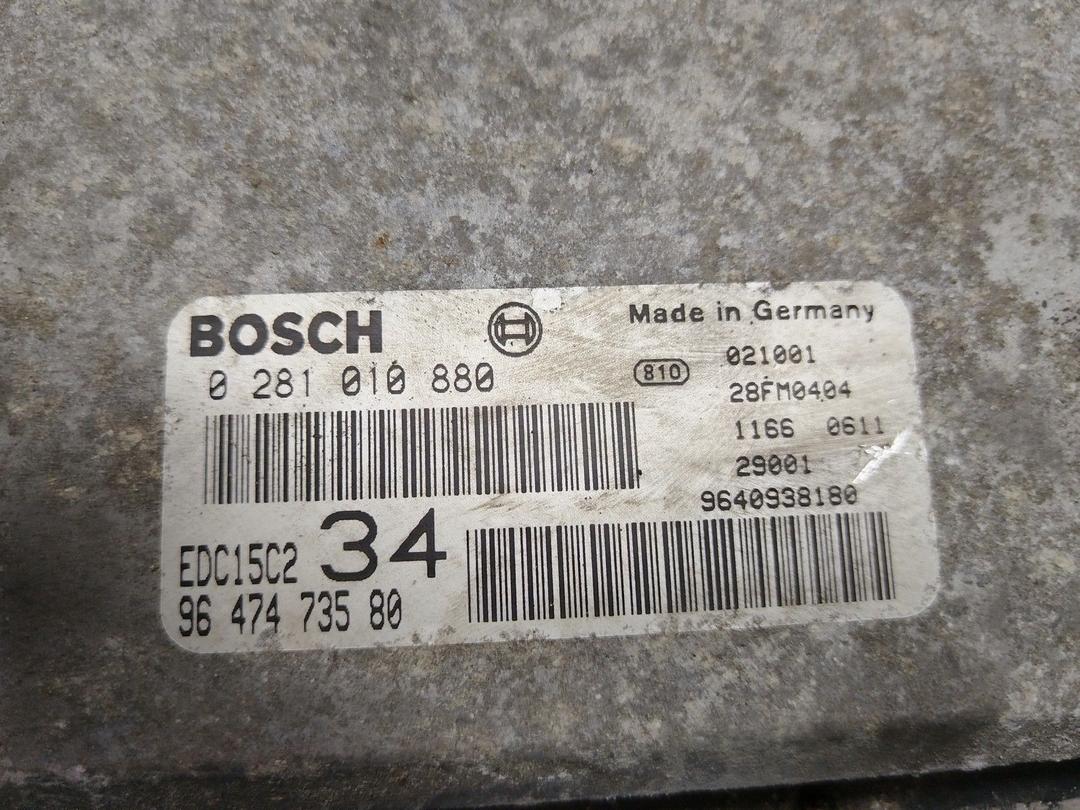 BOSCH
0 281 010 880
Made in Germany
810
021001
28FM0404
1166 0611
29001
9640938180
EDC15C2 34
96 474 735 80